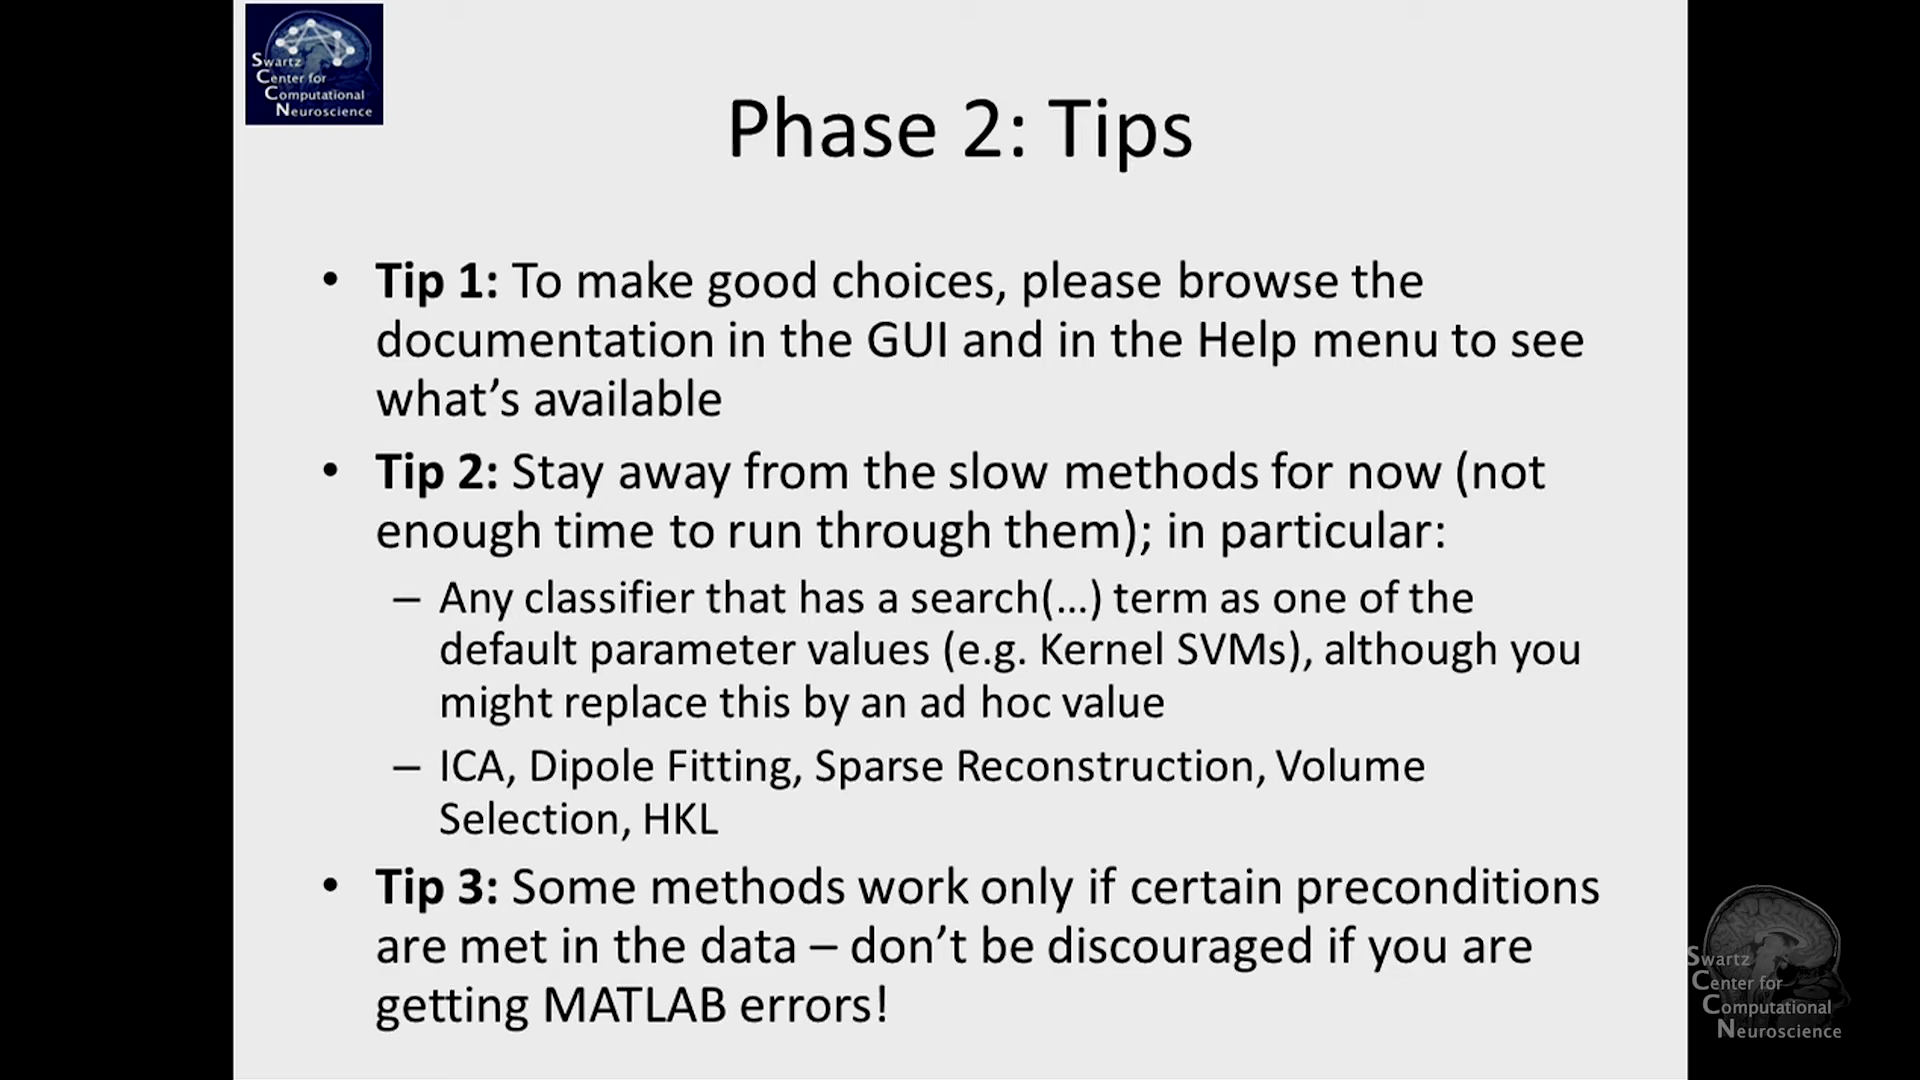 Swartz
Center for
Computational
Neuroscience
Phase 2: Tips
• Tip 1: To make good choices, please browse the
documentation in the GUI and in the Help menu to see
what’s available
• Tip 2: Stay away from the slow methods for now (not
enough time to run through them); in particular:
– Any classifier that has a search(…) term as one of the
default parameter values (e.g. Kernel SVMs), although you
might replace this by an ad hoc value
– ICA, Dipole Fitting, Sparse Reconstruction, Volume
Selection, HKL
• Tip 3: Some methods work only if certain preconditions
are met in the data – don’t be discouraged if you are
getting MATLAB errors!
Swartz
Center for
Computational
Neuroscience